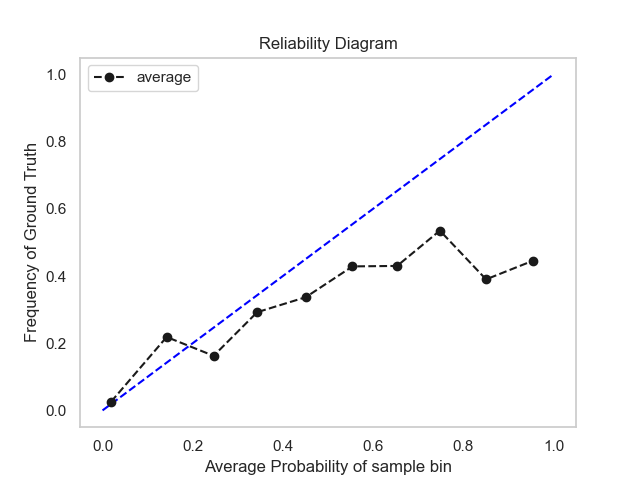 Reliability Diagram
average
1.0
0.8
0.6
0.4
0.2
0.0
Frequency of Ground Truth
0.0 0.2 0.4 0.6 0.8 1.0
Average Probability of sample bin